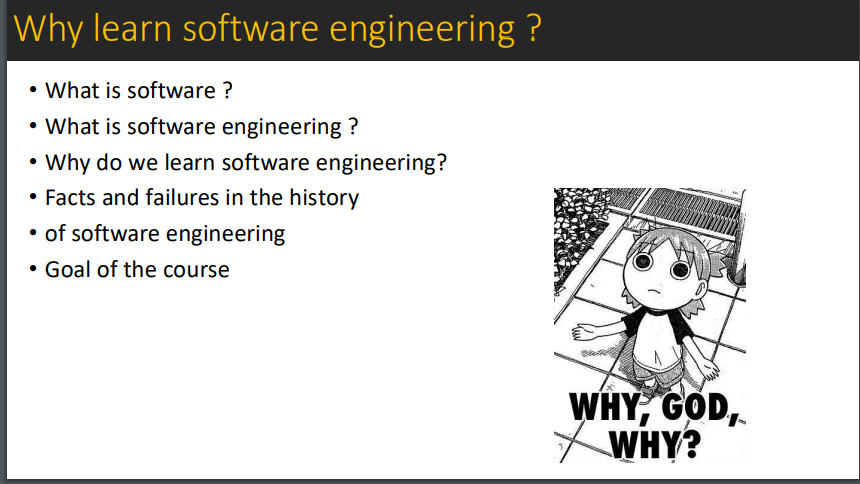 Why learn software engineering ?
• What is software ?
• What is software engineering ?
• Why do we learn software engineering?
• Facts and failures in the history
• of software engineering
• Goal of the course
WHY, GOD,
WHY?